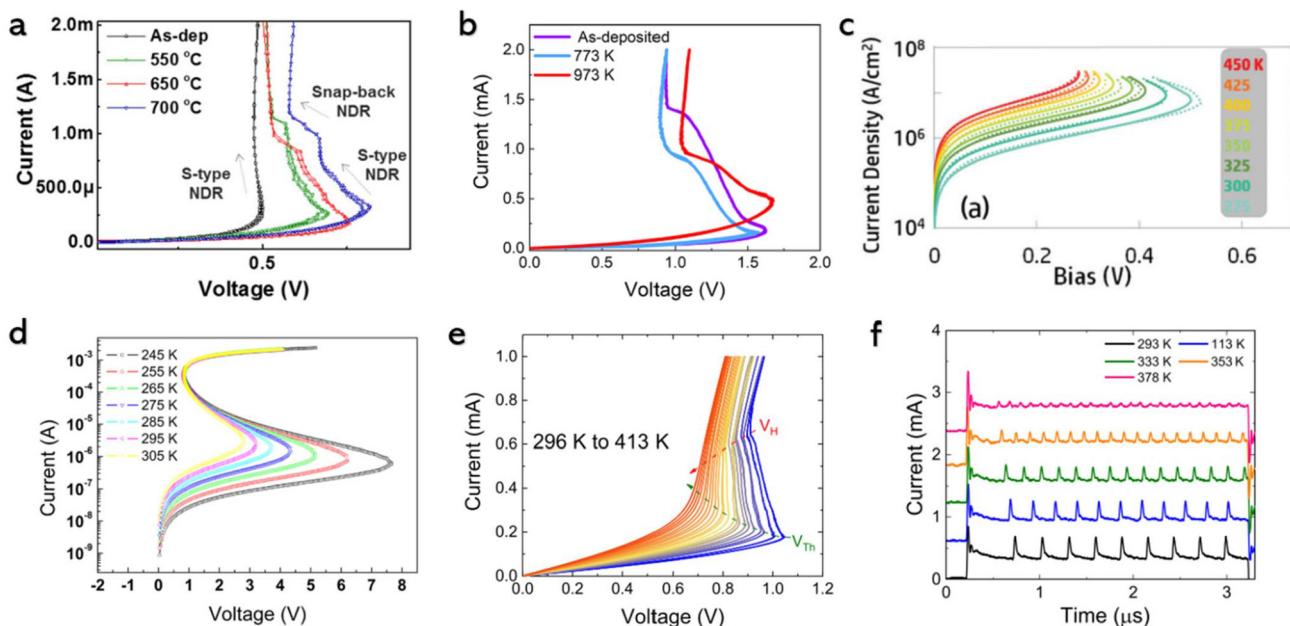 a
As-dep
550 °C
650 °C
700 °C
Snap-back
NDR
S-type
NDR
S-type
NDR
2.0m
1.5m
1.0m
500.0µ
0.0
Current (A)
0.5
Voltage (V)
b
As-deposited
773 K
973 K
2.0
1.5
1.0
0.5
0.0
Current (mA)
0.0 0.5 1.0 1.5 2.0
Voltage (V)
c
10⁸
10⁶
10⁴
Current Density (A/cm²)
450 K
425
400
375
350
325
300
275
(a)
0 0.2 0.4 0.6
Bias (V)
d
245 K
255 K
265 K
275 K
285 K
295 K
305 K
10⁻³
10⁻⁴
10⁻⁵
10⁻⁶
10⁻⁷
10⁻⁸
10⁻⁹
Current (A)
-2 -1 0 1 2 3 4 5 6 7 8
Voltage (V)
e
1.0
0.8
0.6
0.4
0.2
0.0
Current (mA)
296 K to 413 K
V_H
V_Th
0.0 0.2 0.4 0.6 0.8 1.0 1.2
Voltage (V)
f
293 K 113 K
333 K 353 K
378 K
4
3
2
1
0
Current (mA)
0 1 2 3
Time (µs)